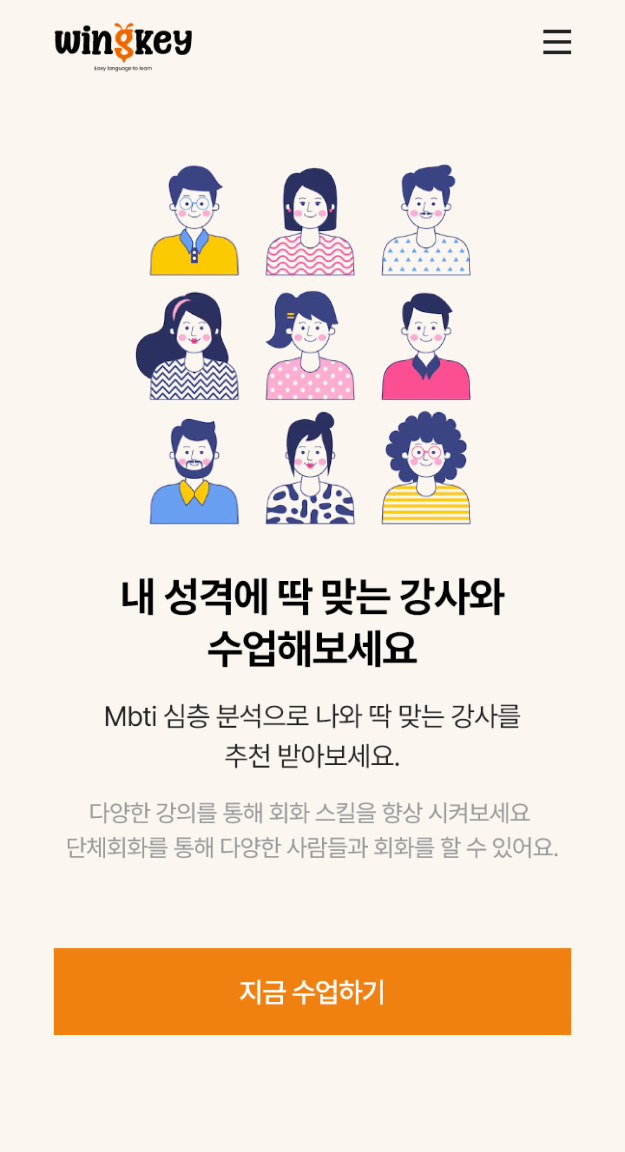 wingkey
Easy language to learn
내 성격에 딱 맞는 강사와
수업해보세요
Mbti 심층 분석으로 나와 딱 맞는 강사를
추천 받아보세요.
다양한 강의를 통해 회화 스킬을 향상 시켜보세요
단체회화를 통해 다양한 사람들과 회화를 할 수 있어요.
지금 수업하기